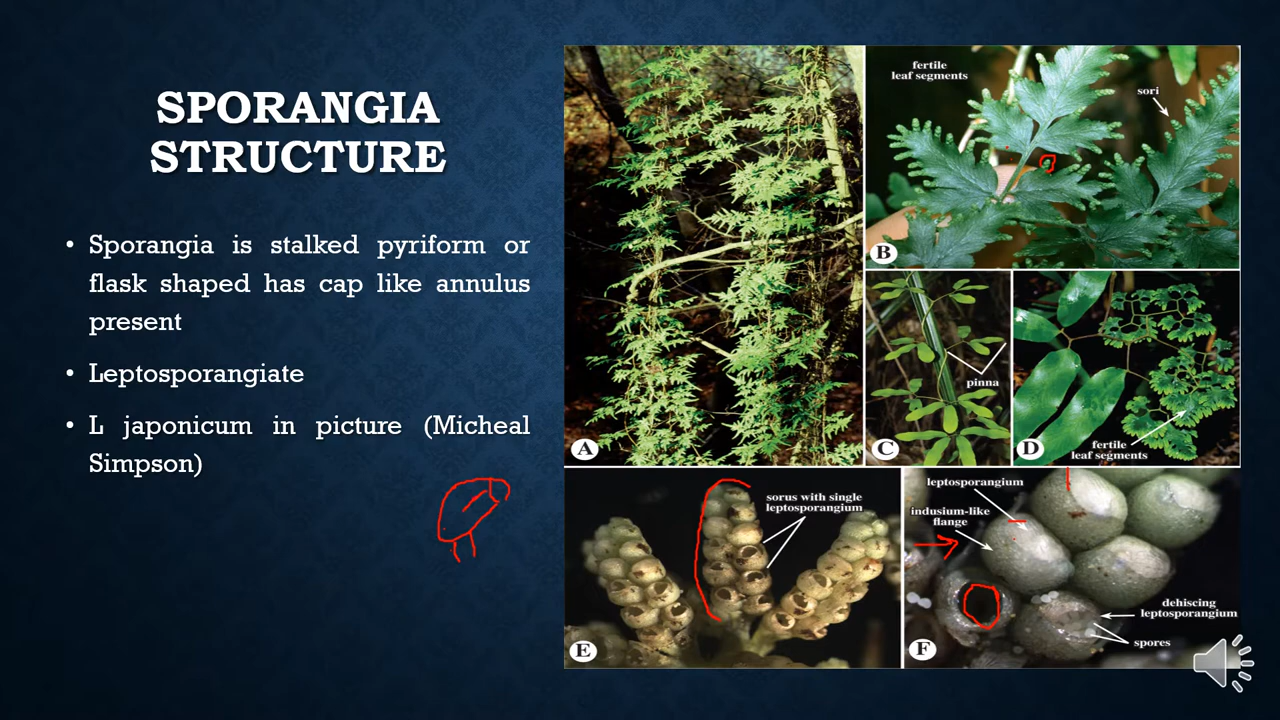 SPORANGIA
STRUCTURE
• Sporangia is stalked pyriform or
flask shaped has cap like annulus
present
• Leptosporangiate
• L japonicum in picture (Micheal
Simpson)
A
fertile
leaf segments
sori
B
pinna
C
fertile
leaf segments
D
sorus with single
leptosporangium
E
leptosporangium
indusium-like
flange
dehiscing
leptosporangium
spores
F